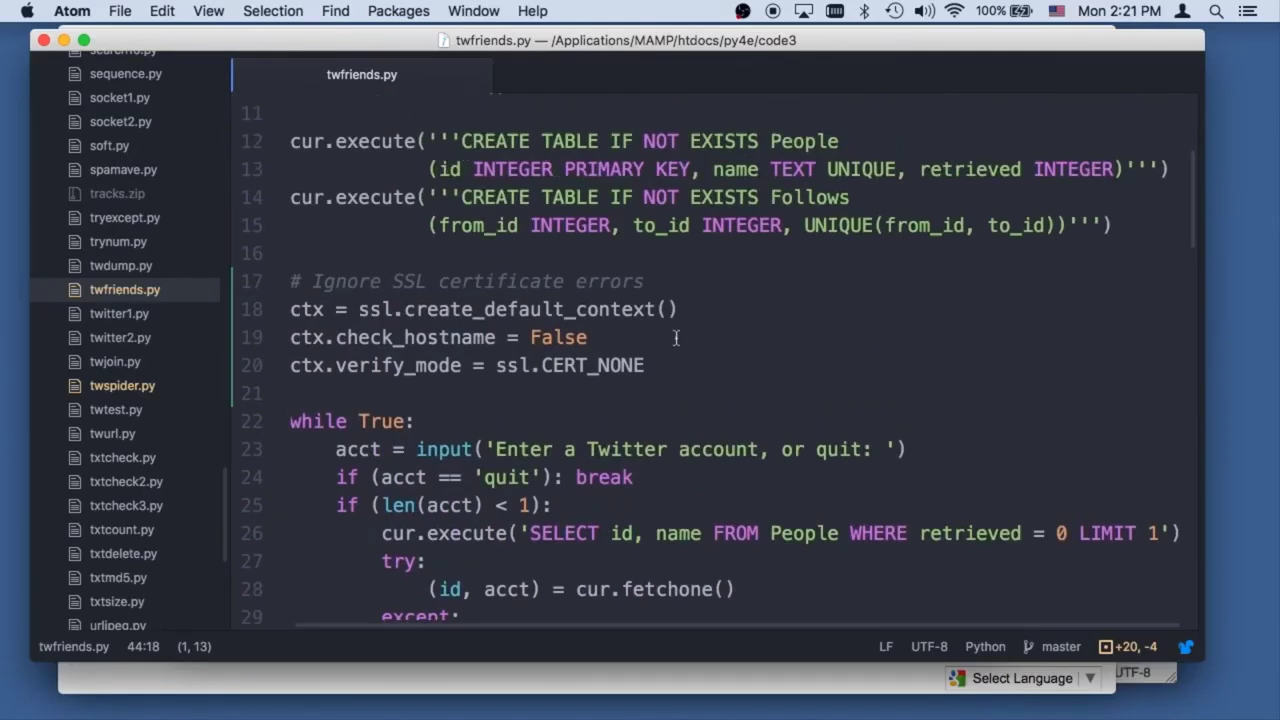 Atom File Edit View Selection Find Packages Window Help 100% Mon 2:21 PM
twfriends.py — /Applications/MAMP/htdocs/py4e/code3
sequence.py
socket1.py
socket2.py
soft.py
spamave.py
tracks.zip
tryexcept.py
trynum.py
twdump.py
twfriends.py
twitter1.py
twitter2.py
twjoin.py
twspider.py
twtest.py
twurl.py
txtcheck.py
txtcheck2.py
txtcheck3.py
txtcount.py
txtdelete.py
txtmd5.py
txtsize.py
urljpeg.py
twfriends.py
11
12 cur.execute('''CREATE TABLE IF NOT EXISTS People
13 (id INTEGER PRIMARY KEY, name TEXT UNIQUE, retrieved INTEGER)''')
14 cur.execute('''CREATE TABLE IF NOT EXISTS Follows
15 (from_id INTEGER, to_id INTEGER, UNIQUE(from_id, to_id))''')
16
17 # Ignore SSL certificate errors
18 ctx = ssl.create_default_context()
19 ctx.check_hostname = False
20 ctx.verify_mode = ssl.CERT_NONE
21
22 while True:
23 acct = input('Enter a Twitter account, or quit: ')
24 if (acct == 'quit'): break
25 if (len(acct) < 1):
26 cur.execute('SELECT id, name FROM People WHERE retrieved = 0 LIMIT 1')
27 try:
28 (id, acct) = cur.fetchone()
29 except:
twfriends.py 44:18 (1, 13) LF UTF-8 Python master +20, -4
Select Language ▼ UTF-8